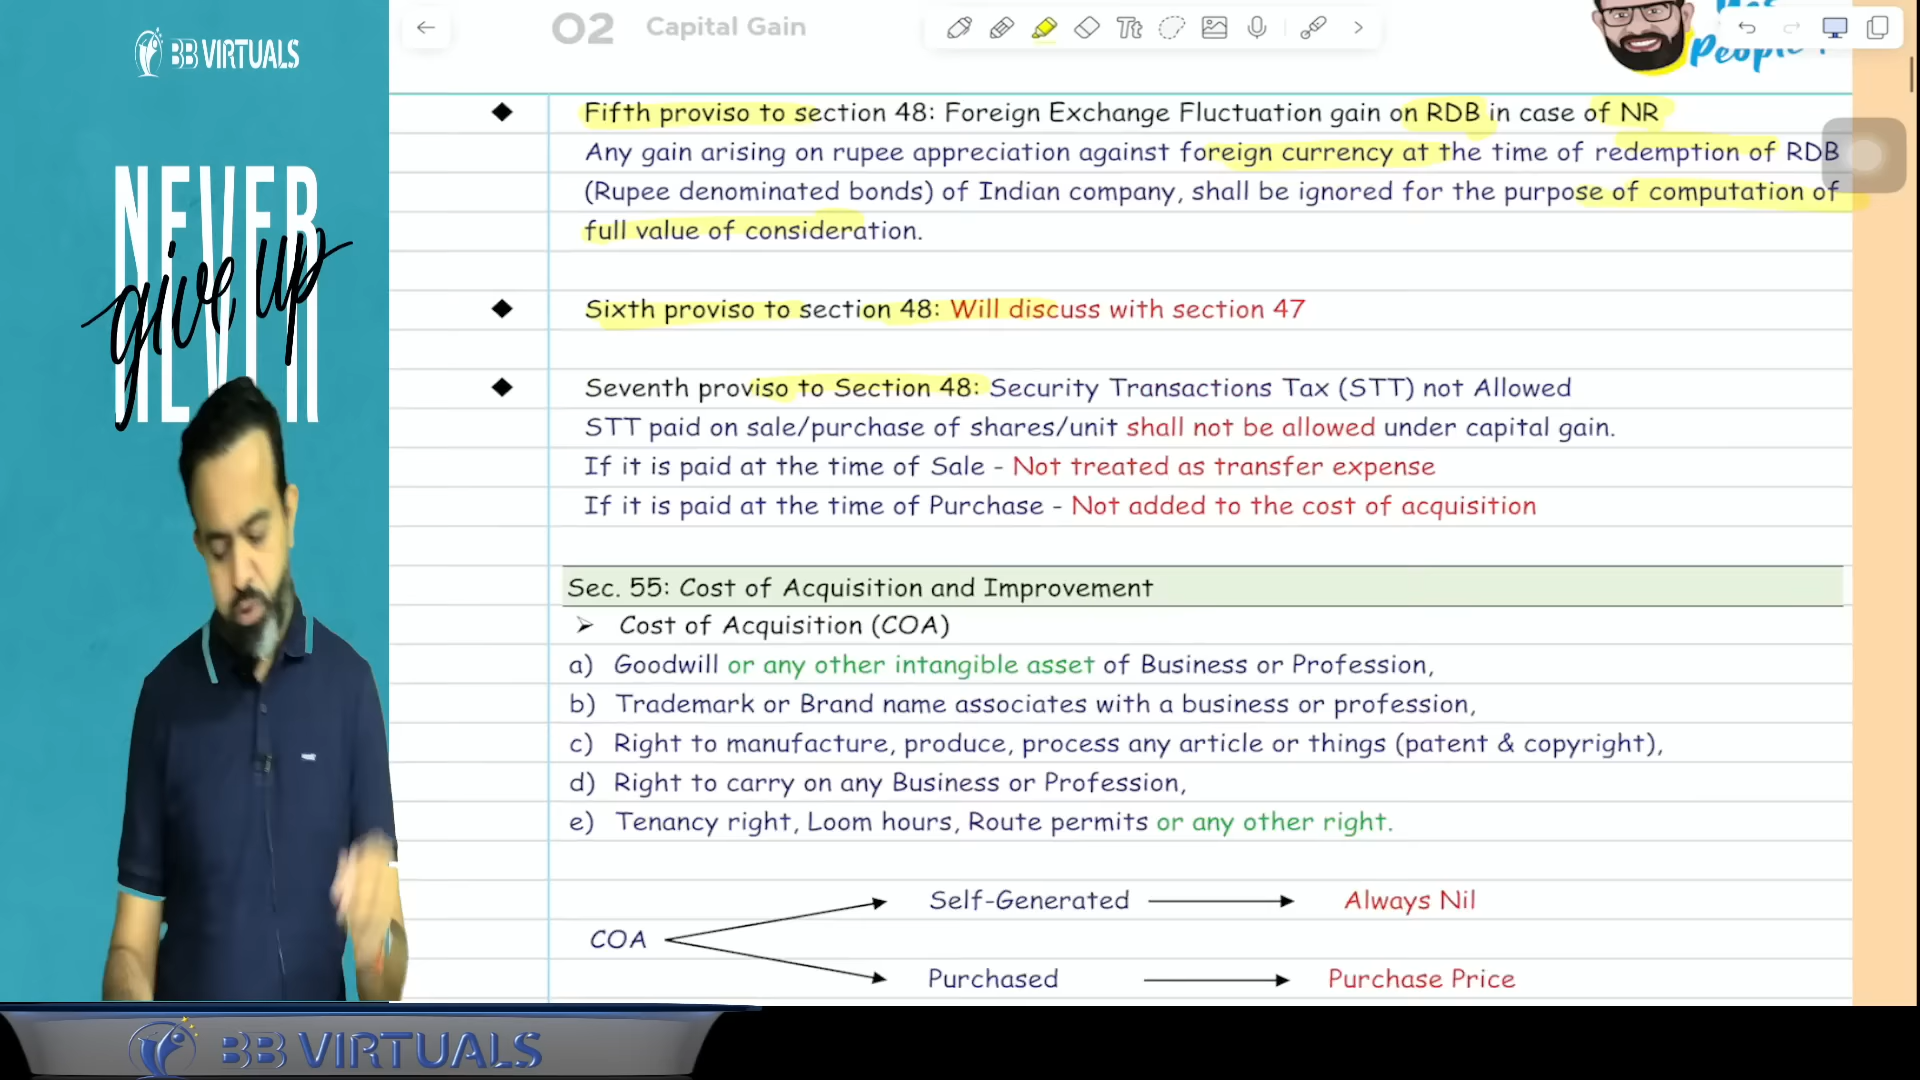 BB VIRTUALS
NEVER
give up
02 Capital Gain
People
Fifth proviso to section 48: Foreign Exchange Fluctuation gain on RDB in case of NR
Any gain arising on rupee appreciation against foreign currency at the time of redemption of RDB
(Rupee denominated bonds) of Indian company, shall be ignored for the purpose of computation of
full value of consideration.
Sixth proviso to section 48: Will discuss with section 47
Seventh proviso to Section 48: Security Transactions Tax (STT) not Allowed
STT paid on sale/purchase of shares/unit shall not be allowed under capital gain.
If it is paid at the time of Sale - Not treated as transfer expense
If it is paid at the time of Purchase - Not added to the cost of acquisition
Sec. 55: Cost of Acquisition and Improvement
➢ Cost of Acquisition (COA)
a) Goodwill or any other intangible asset of Business or Profession,
b) Trademark or Brand name associates with a business or profession,
c) Right to manufacture, produce, process any article or things (patent & copyright),
d) Right to carry on any Business or Profession,
e) Tenancy right, Loom hours, Route permits or any other right.
Self-Generated Always Nil
COA
Purchased Purchase Price
BB VIRTUALS